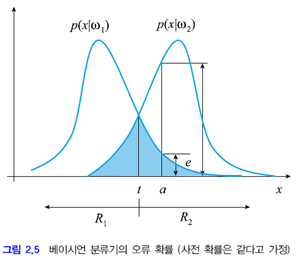 p(x|ω₁) p(x|ω₂)
e
t a x
R₁ R₂
그림 2.5 베이시언 분류기의 오류 확률 (사전 확률은 같다고 가정)